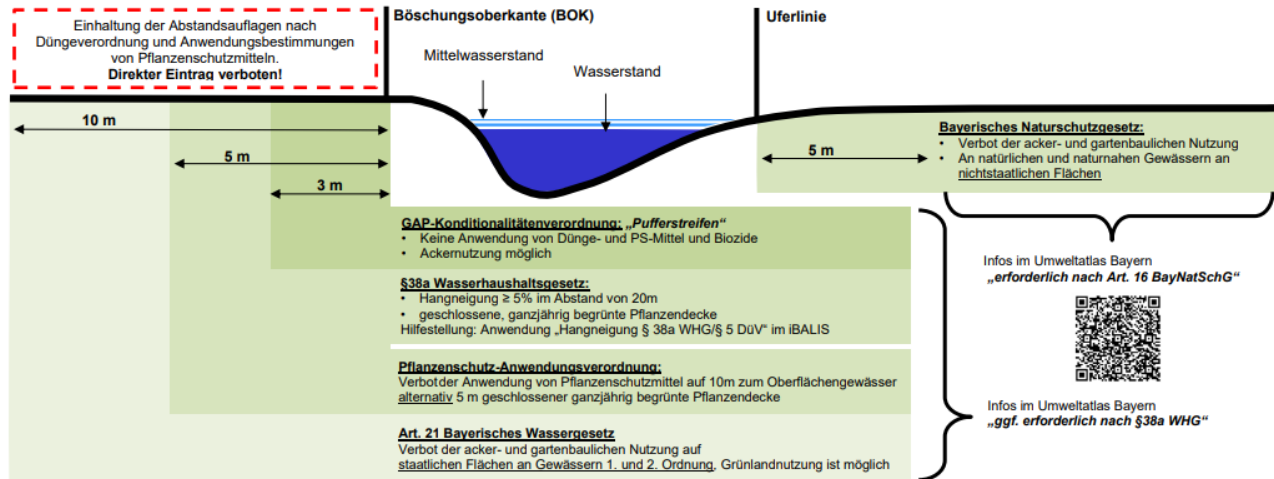 Einhaltung der Abstandsauflagen nach
Düngeverordnung und Anwendungsbestimmungen
von Pflanzenschutzmitteln.
Direkter Eintrag verboten!
Böschungsoberkante (BOK)
Uferlinie
Mittelwasserstand
Wasserstand
10 m
5 m
3 m
5 m
Bayerisches Naturschutzgesetz:
• Verbot der acker- und gartenbaulichen Nutzung
• An natürlichen und naturnahen Gewässern an
nichtstaatlichen Flächen
GAP-Konditionalitätenverordnung: „Pufferstreifen“
• Keine Anwendung von Dünge- und PS-Mittel und Biozide
• Ackernutzung möglich
§38a Wasserhaushaltsgesetz:
• Hangneigung ≥ 5% im Abstand von 20m
• geschlossene, ganzjährig begrünte Pflanzendecke
Hilfestellung: Anwendung „Hangneigung § 38a WHG/§ 5 DüV“ im iBALIS
Pflanzenschutz-Anwendungsverordnung:
Verbot der Anwendung von Pflanzenschutzmittel auf 10m zum Oberflächengewässer
alternativ 5 m geschlossener ganzjährig begrünte Pflanzendecke
Art. 21 Bayerisches Wassergesetz
Verbot der acker- und gartenbaulichen Nutzung auf
staatlichen Flächen an Gewässern 1. und 2. Ordnung, Grünlandnutzung ist möglich
Infos im Umweltatlas Bayern
„erforderlich nach Art. 16 BayNatSchG“
Infos im Umweltatlas Bayern
„ggf. erforderlich nach §38a WHG“